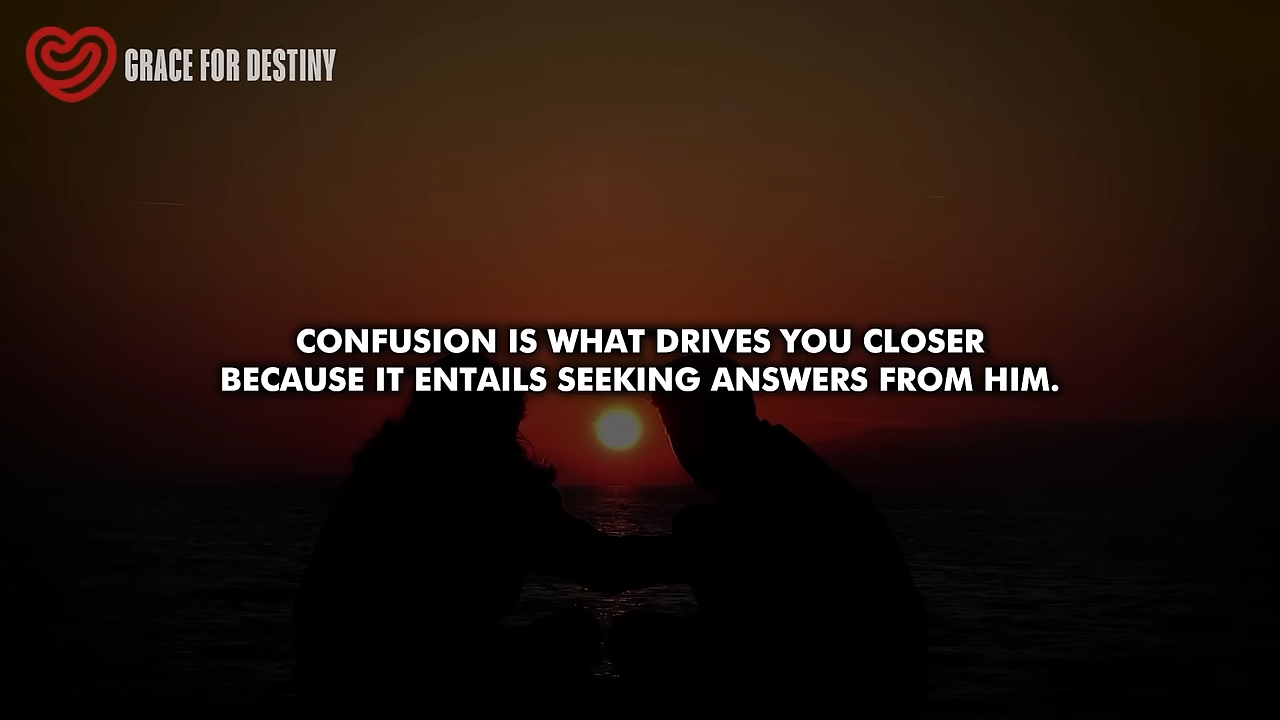 GRACE FOR DESTINY
CONFUSION IS WHAT DRIVES YOU CLOSER
BECAUSE IT ENTAILS SEEKING ANSWERS FROM HIM.